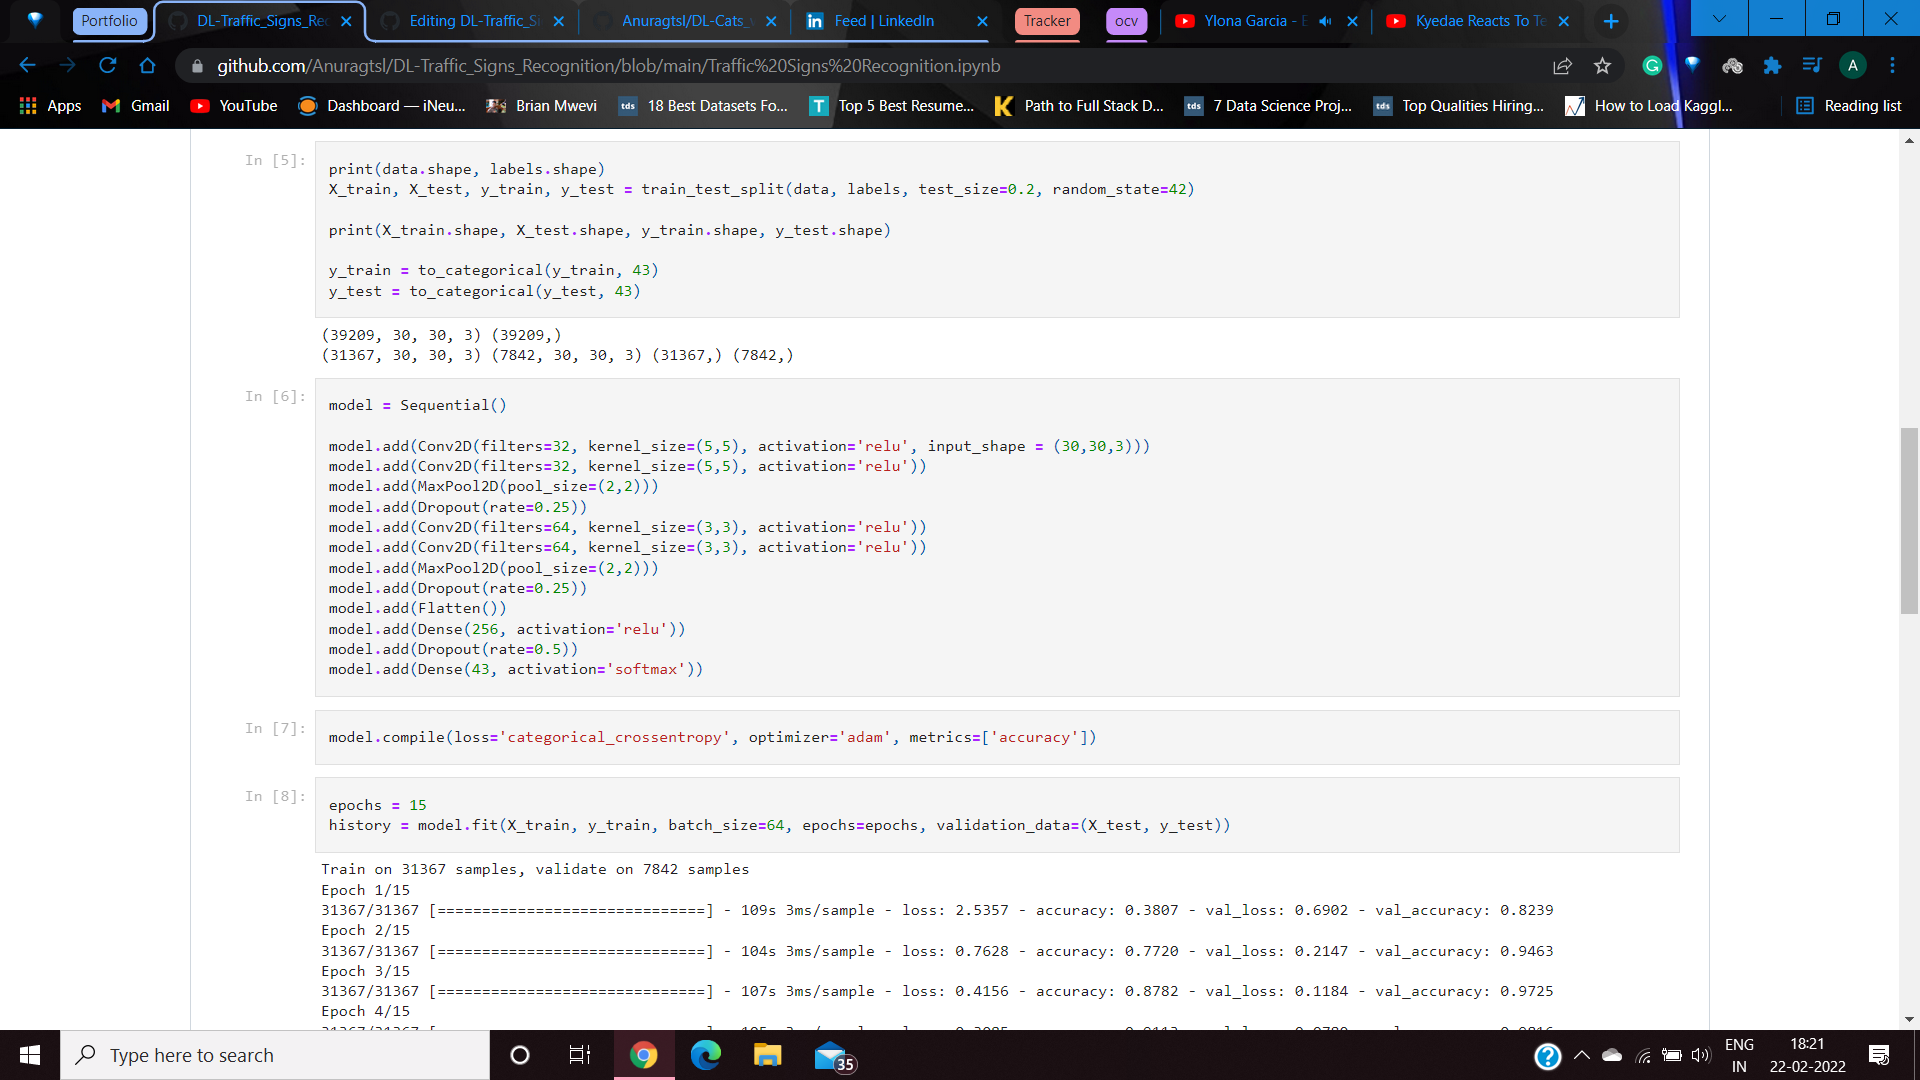 Portfolio
DL-Traffic_Signs_Rec
Editing DL-Traffic_Si
Anuragtsl/DL-Cats_v
Feed | LinkedIn
Tracker
ocv
Ylona Garcia - E
Kyedae Reacts To Te
github.com/Anuragtsl/DL-Traffic_Signs_Recognition/blob/main/Traffic%20Signs%20Recognition.ipynb
A
Apps
Gmail
YouTube
Dashboard — iNeu...
Brian Mwevi
tds 18 Best Datasets Fo...
T Top 5 Best Resume...
K Path to Full Stack D...
tds 7 Data Science Proj...
tds Top Qualities Hiring...
How to Load Kaggl...
Reading list
In [5]:
print(data.shape, labels.shape)
X_train, X_test, y_train, y_test = train_test_split(data, labels, test_size=0.2, random_state=42)
print(X_train.shape, X_test.shape, y_train.shape, y_test.shape)
y_train = to_categorical(y_train, 43)
y_test = to_categorical(y_test, 43)
(39209, 30, 30, 3) (39209,)
(31367, 30, 30, 3) (7842, 30, 30, 3) (31367,) (7842,)
In [6]:
model = Sequential()
model.add(Conv2D(filters=32, kernel_size=(5,5), activation='relu', input_shape = (30,30,3)))
model.add(Conv2D(filters=32, kernel_size=(5,5), activation='relu'))
model.add(MaxPool2D(pool_size=(2,2)))
model.add(Dropout(rate=0.25))
model.add(Conv2D(filters=64, kernel_size=(3,3), activation='relu'))
model.add(Conv2D(filters=64, kernel_size=(3,3), activation='relu'))
model.add(MaxPool2D(pool_size=(2,2)))
model.add(Dropout(rate=0.25))
model.add(Flatten())
model.add(Dense(256, activation='relu'))
model.add(Dropout(rate=0.5))
model.add(Dense(43, activation='softmax'))
In [7]:
model.compile(loss='categorical_crossentropy', optimizer='adam', metrics=['accuracy'])
In [8]:
epochs = 15
history = model.fit(X_train, y_train, batch_size=64, epochs=epochs, validation_data=(X_test, y_test))
Train on 31367 samples, validate on 7842 samples
Epoch 1/15
31367/31367 [==============================] - 109s 3ms/sample - loss: 2.5357 - accuracy: 0.3807 - val_loss: 0.6902 - val_accuracy: 0.8239
Epoch 2/15
31367/31367 [==============================] - 104s 3ms/sample - loss: 0.7628 - accuracy: 0.7720 - val_loss: 0.2147 - val_accuracy: 0.9463
Epoch 3/15
31367/31367 [==============================] - 107s 3ms/sample - loss: 0.4156 - accuracy: 0.8782 - val_loss: 0.1184 - val_accuracy: 0.9725
Epoch 4/15
Type here to search
35
ENG
IN
18:21
22-02-2022